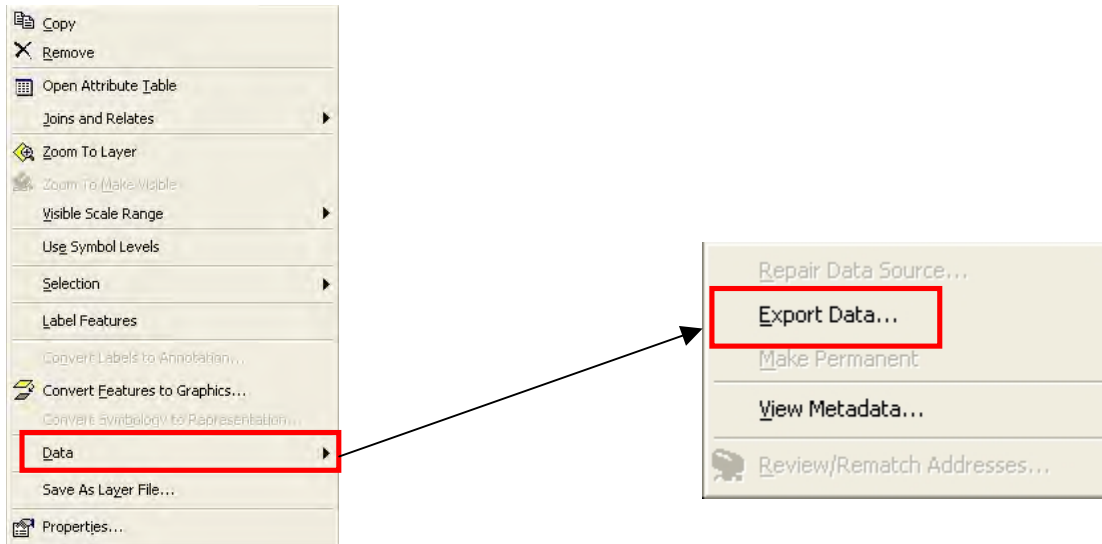 Copy
Remove
Open Attribute Table
Joins and Relates
Zoom To Layer
Zoom To Make Visible
Visible Scale Range
Use Symbol Levels
Selection
Label Features
Convert Labels to Annotation...
Convert Features to Graphics...
Convert Symbology to Representation...
Data
Save As Layer File...
Properties...
Repair Data Source...
Export Data...
Make Permanent
View Metadata...
Review/Rematch Addresses...